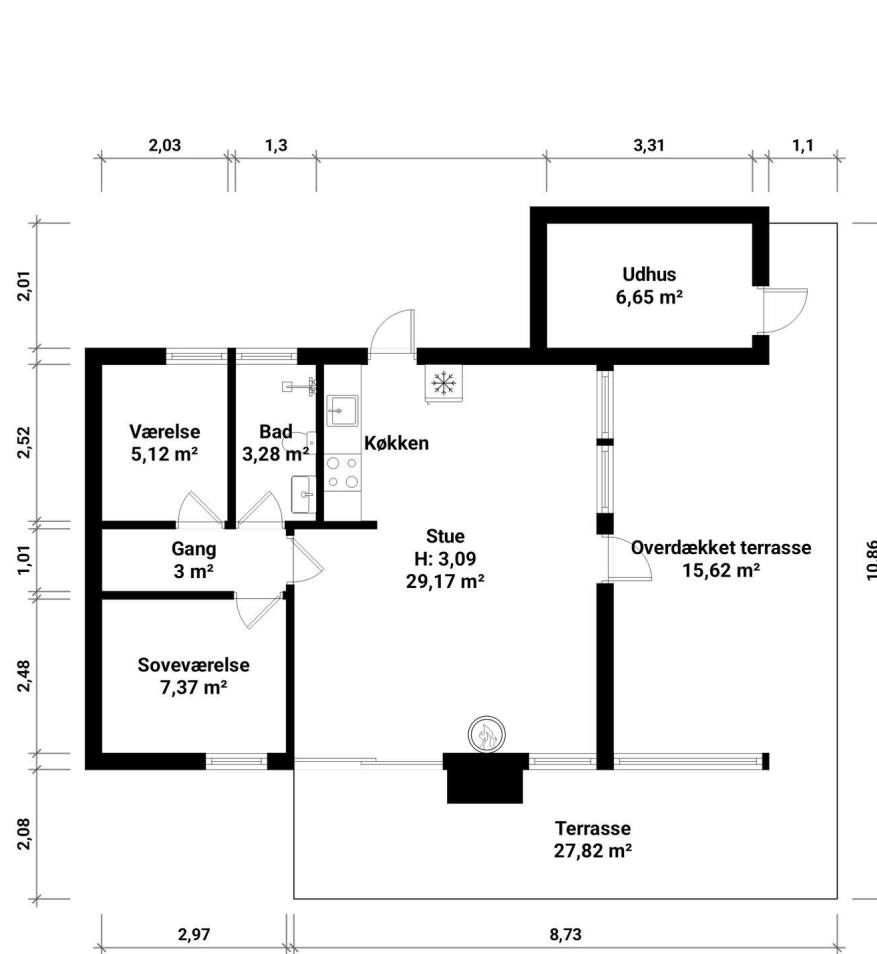 2,03
1,3
3,31
1,1
2,01
Udhus
6,65 m²
2,52
Værelse
5,12 m²
Bad
3,28 m²
Køkken
Stue
H: 3,09
29,17 m²
Overdækket terrasse
15,62 m²
10,86
1,01
Gang
3 m²
2,48
Soveværelse
7,37 m²
2,08
Terrasse
27,82 m²
2,97
8,73